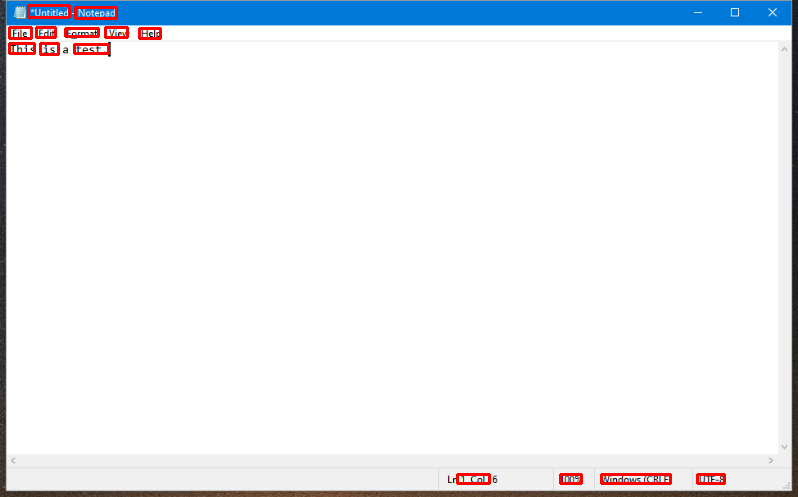 *Untitled - Notepad
File Edit Format View Help
This is a test.
Ln 1, Col 16 100% Windows (CRLF) UTF-8